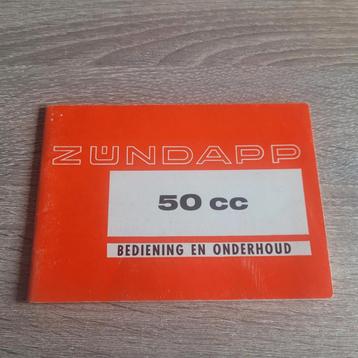 ZÜNDAPP
50 cc
BEDIENING EN ONDERHOUD